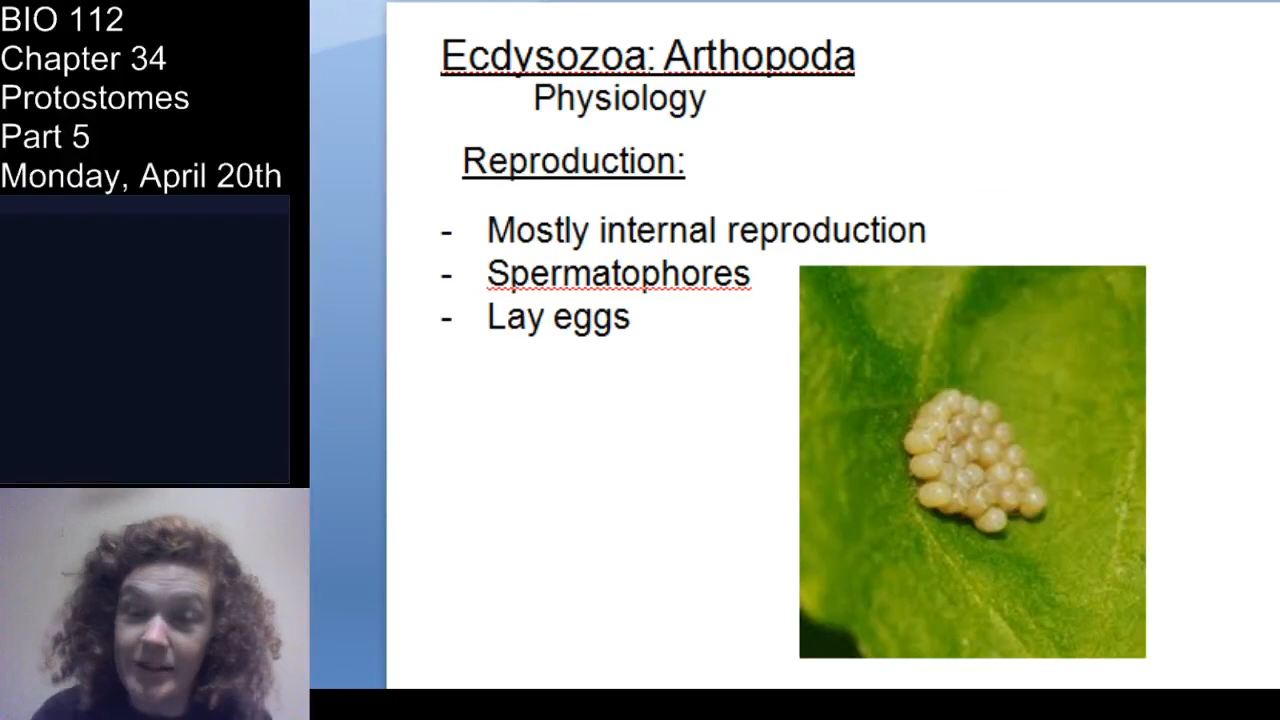 BIO 112
Chapter 34
Protostomes
Part 5
Monday, April 20th
Ecdysozoa: Arthopoda
Physiology
Reproduction:
- Mostly internal reproduction
- Spermatophores
- Lay eggs